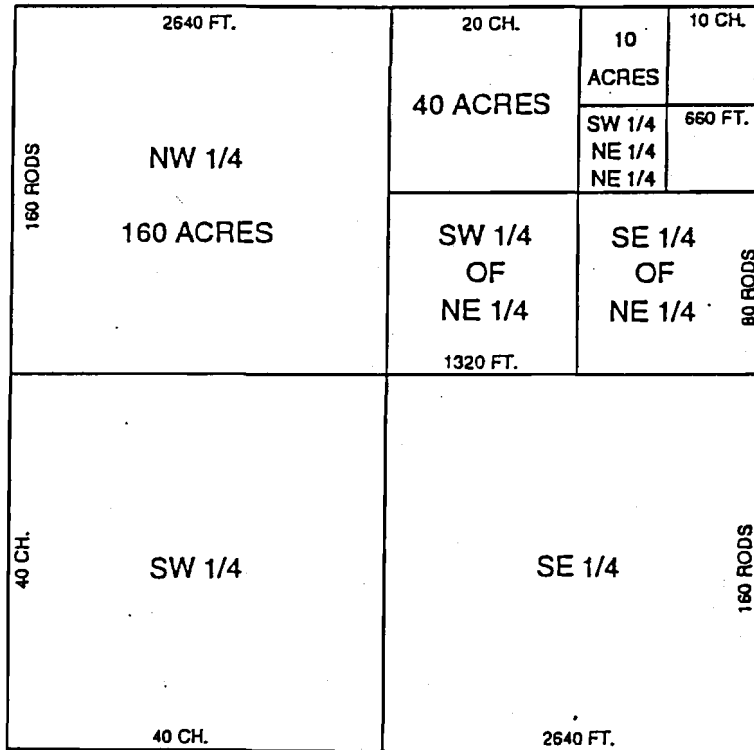 2640 FT.
20 CH.
10 CH.
10
ACRES
40 ACRES
160 RODS
NW 1/4
160 ACRES
SW 1/4
NE 1/4
NE 1/4
660 FT.
SW 1/4
OF
NE 1/4
1320 FT.
SE 1/4
OF
NE 1/4
80 RODS
40 CH.
SW 1/4
40 CH.
SE 1/4
160 RODS
2640 FT.